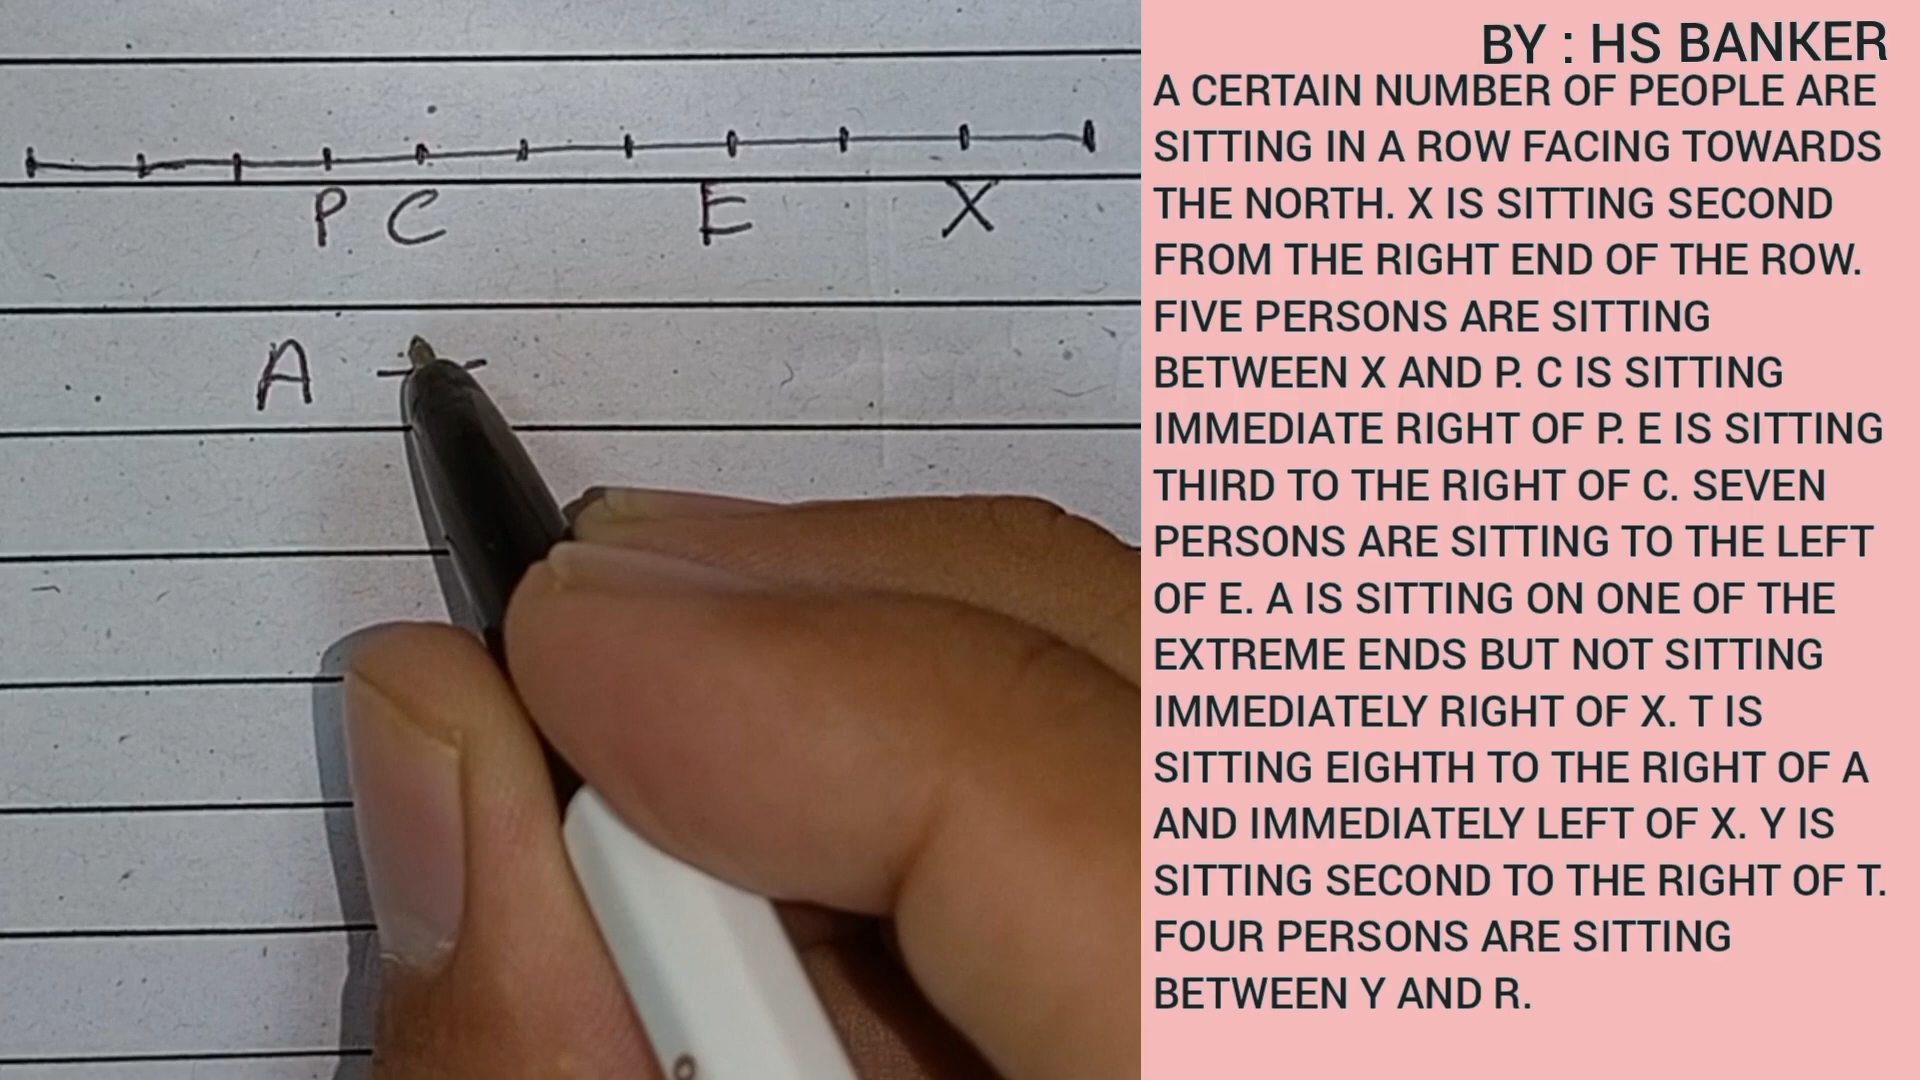 BY : HS BANKER
A CERTAIN NUMBER OF PEOPLE ARE
SITTING IN A ROW FACING TOWARDS
THE NORTH. X IS SITTING SECOND
FROM THE RIGHT END OF THE ROW.
FIVE PERSONS ARE SITTING
BETWEEN X AND P. C IS SITTING
IMMEDIATE RIGHT OF P. E IS SITTING
THIRD TO THE RIGHT OF C. SEVEN
PERSONS ARE SITTING TO THE LEFT
OF E. A IS SITTING ON ONE OF THE
EXTREME ENDS BUT NOT SITTING
IMMEDIATELY RIGHT OF X. T IS
SITTING EIGHTH TO THE RIGHT OF A
AND IMMEDIATELY LEFT OF X. Y IS
SITTING SECOND TO THE RIGHT OF T.
FOUR PERSONS ARE SITTING
BETWEEN Y AND R.
P C E X
A